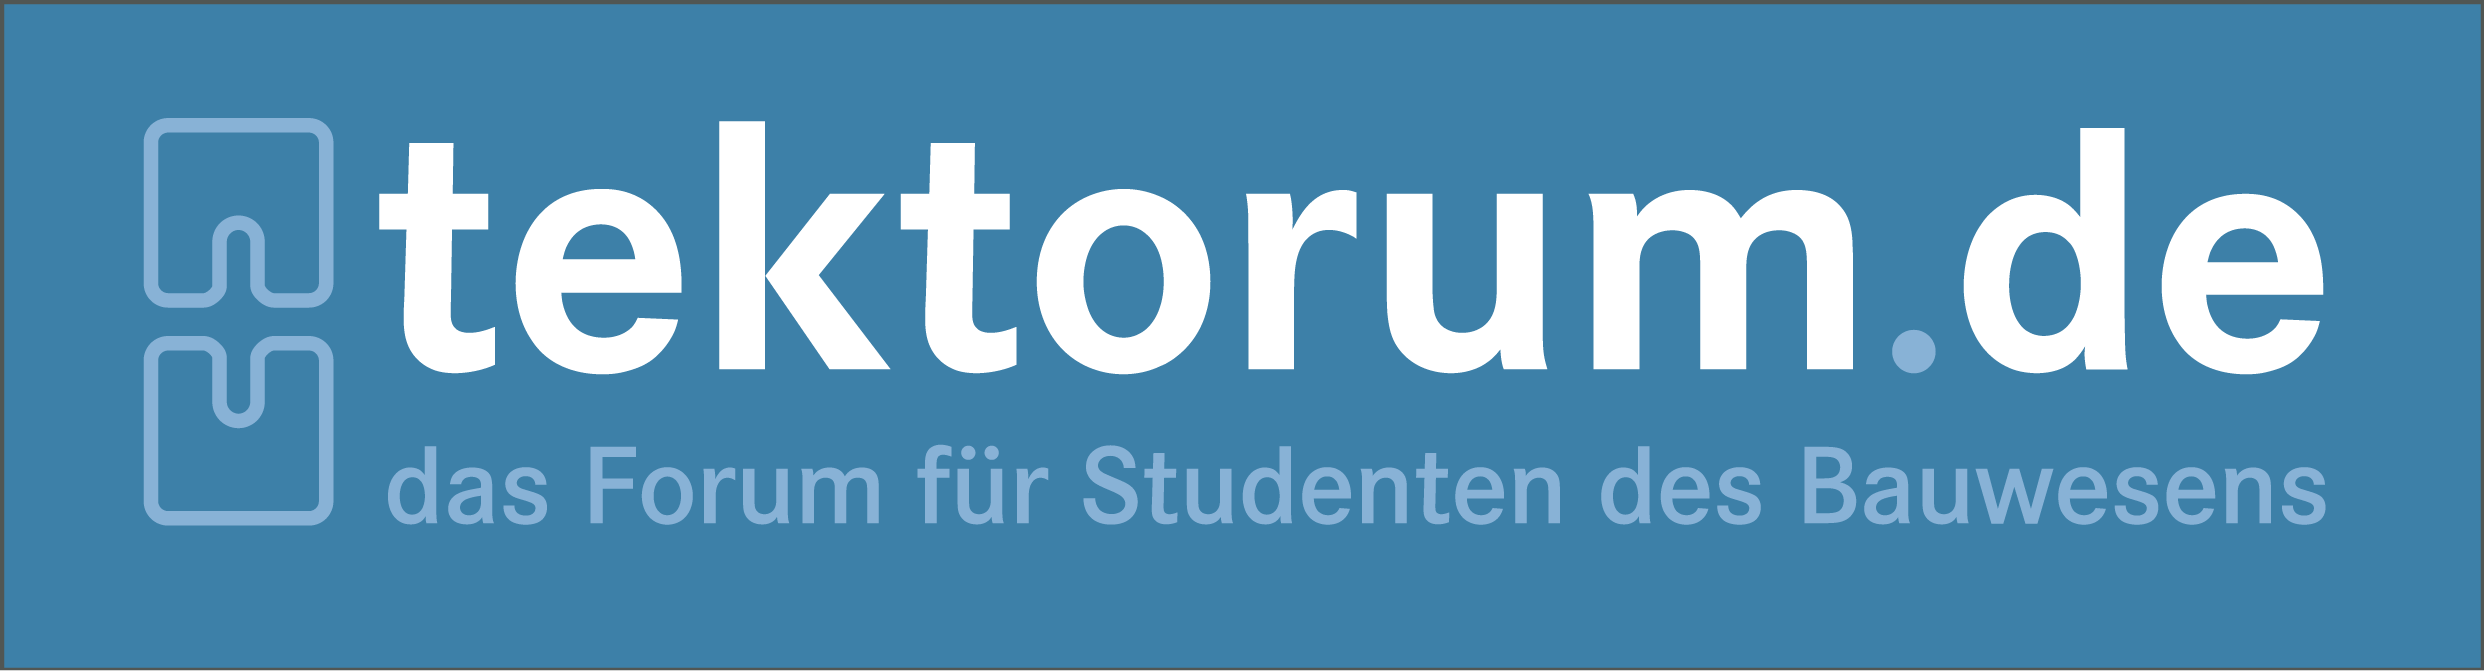 tektorum.de
das Forum für Studenten des Bauwesens